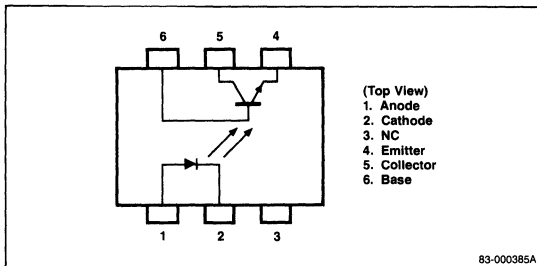 6 5 4
(Top View)
1. Anode
2. Cathode
3. NC
4. Emitter
5. Collector
6. Base
1 2 3
83-000385A